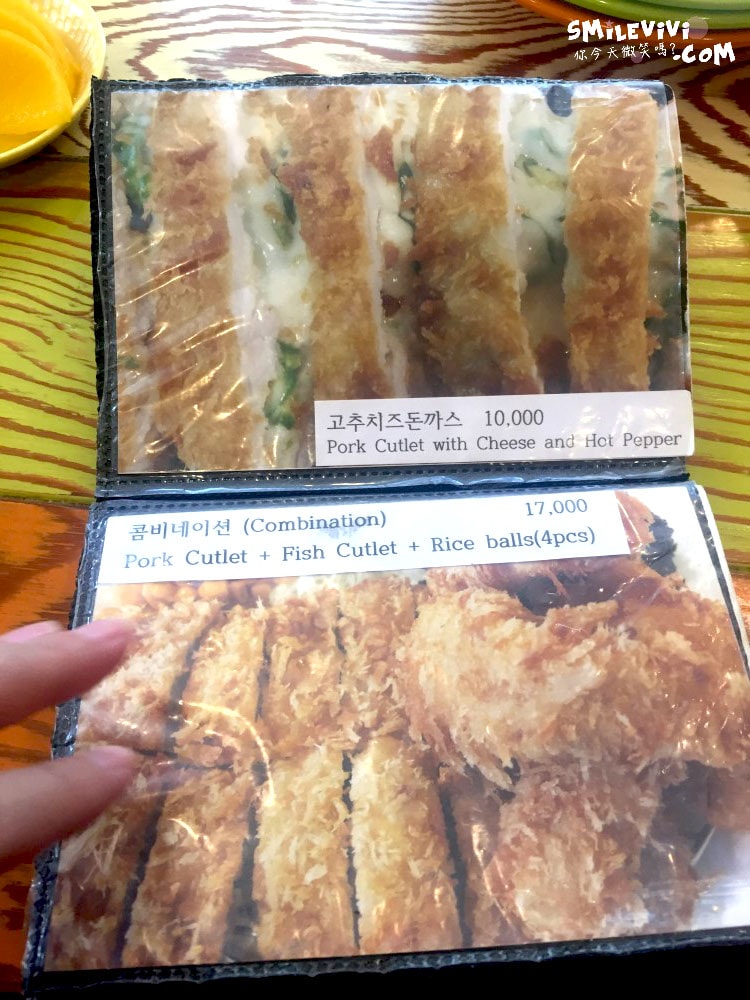 SMILEVIVI
你今天微笑嗎?.COM
고추치즈돈까스 10,000
Pork Cutlet with Cheese and Hot Pepper
콤비네이션 (Combination) 17,000
Pork Cutlet + Fish Cutlet + Rice balls(4pcs)